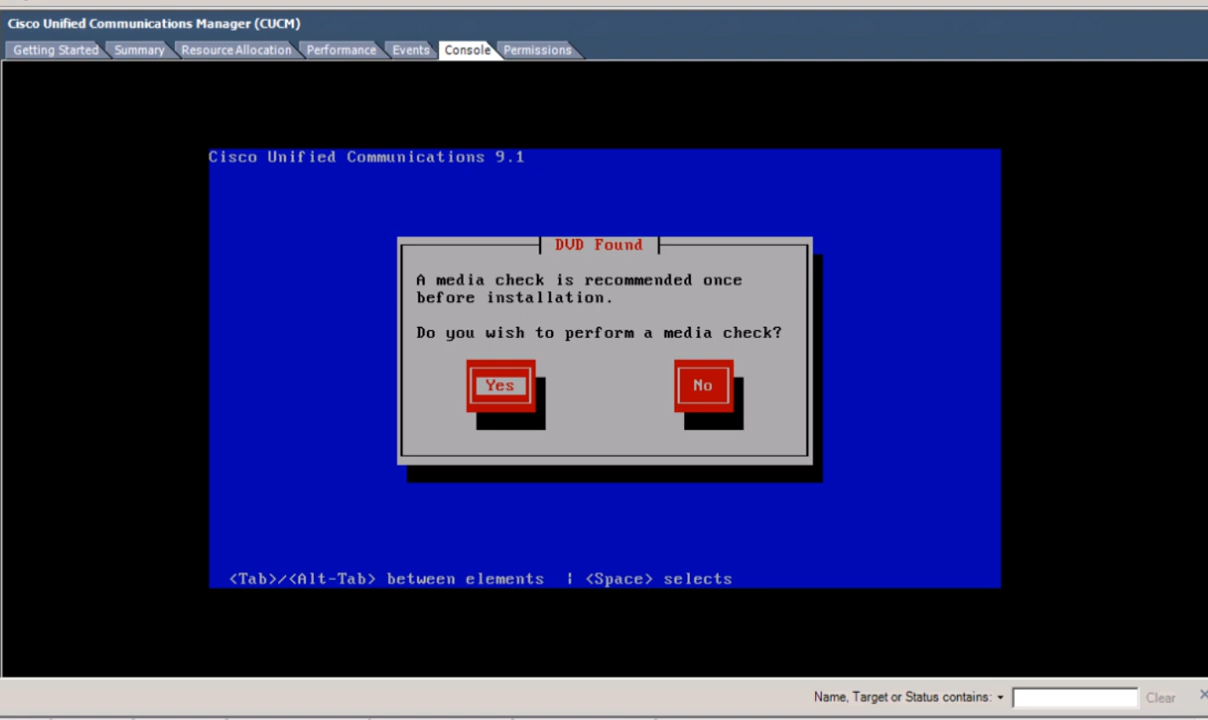 Cisco Unified Communications Manager (CUCM)
Getting Started Summary Resource Allocation Performance Events Console Permissions
Cisco Unified Communications 9.1
DVD Found
A media check is recommended once
before installation.
Do you wish to perform a media check?
Yes No
<Tab>/<Alt-Tab> between elements | <Space> selects
Name, Target or Status contains: Clear